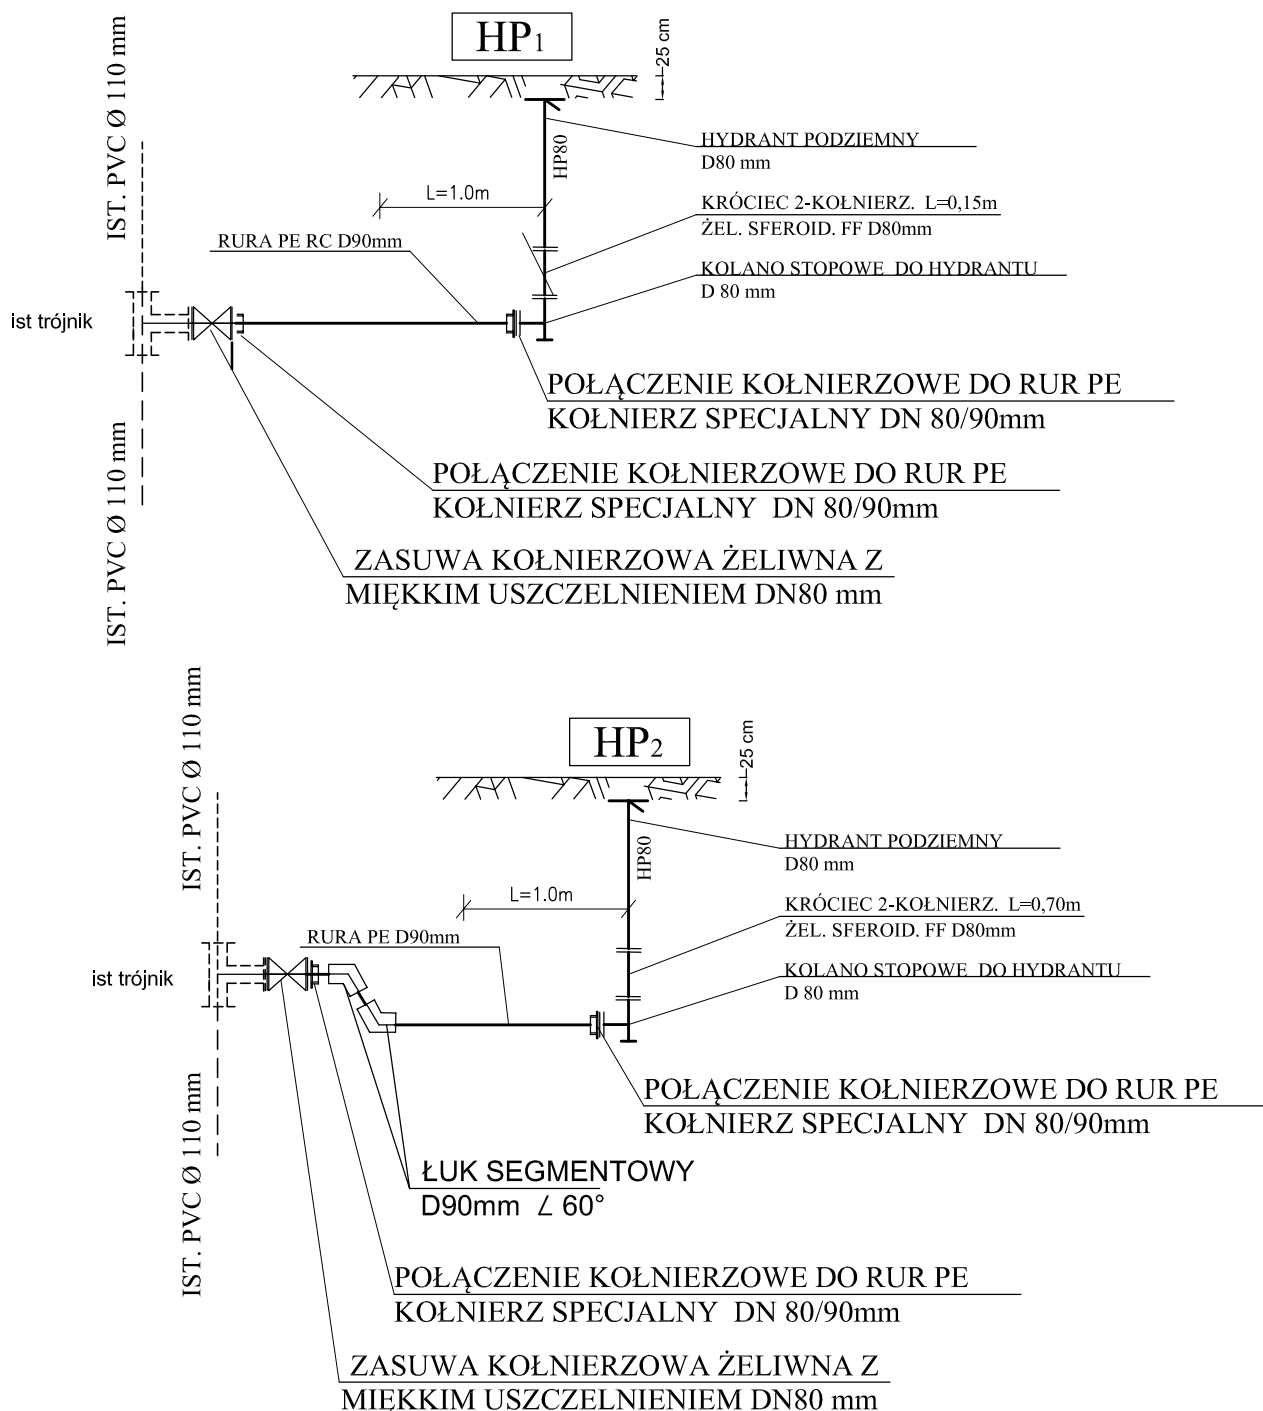 HP1
25 cm
IST. PVC Ø 110 mm
HYDRANT PODZIEMNY
D80 mm
HP80
L=1.0m
KRÓCIEC 2-KOŁNIERZ. L=0,15m
ŻEL. SFEROID. FF D80mm
RURA PE RC D90mm
KOLANO STOPOWE DO HYDRANTU
D 80 mm
ist trójnik
POŁĄCZENIE KOŁNIERZOWE DO RUR PE
KOŁNIERZ SPECJALNY DN 80/90mm
POŁĄCZENIE KOŁNIERZOWE DO RUR PE
KOŁNIERZ SPECJALNY DN 80/90mm
IST. PVC Ø 110 mm
ZASUWA KOŁNIERZOWA ŻELIWNA Z
MIĘKKIM USZCZELNIENIEM DN80 mm
HP2
25 cm
IST. PVC Ø 110 mm
HYDRANT PODZIEMNY
D80 mm
HP80
L=1.0m
KRÓCIEC 2-KOŁNIERZ. L=0,70m
ŻEL. SFEROID. FF D80mm
RURA PE D90mm
KOLANO STOPOWE DO HYDRANTU
D 80 mm
ist trójnik
POŁĄCZENIE KOŁNIERZOWE DO RUR PE
KOŁNIERZ SPECJALNY DN 80/90mm
IST. PVC Ø 110 mm
ŁUK SEGMENTOWY
D90mm ∠ 60°
POŁĄCZENIE KOŁNIERZOWE DO RUR PE
KOŁNIERZ SPECJALNY DN 80/90mm
ZASUWA KOŁNIERZOWA ŻELIWNA Z
MIĘKKIM USZCZELNIENIEM DN80 mm